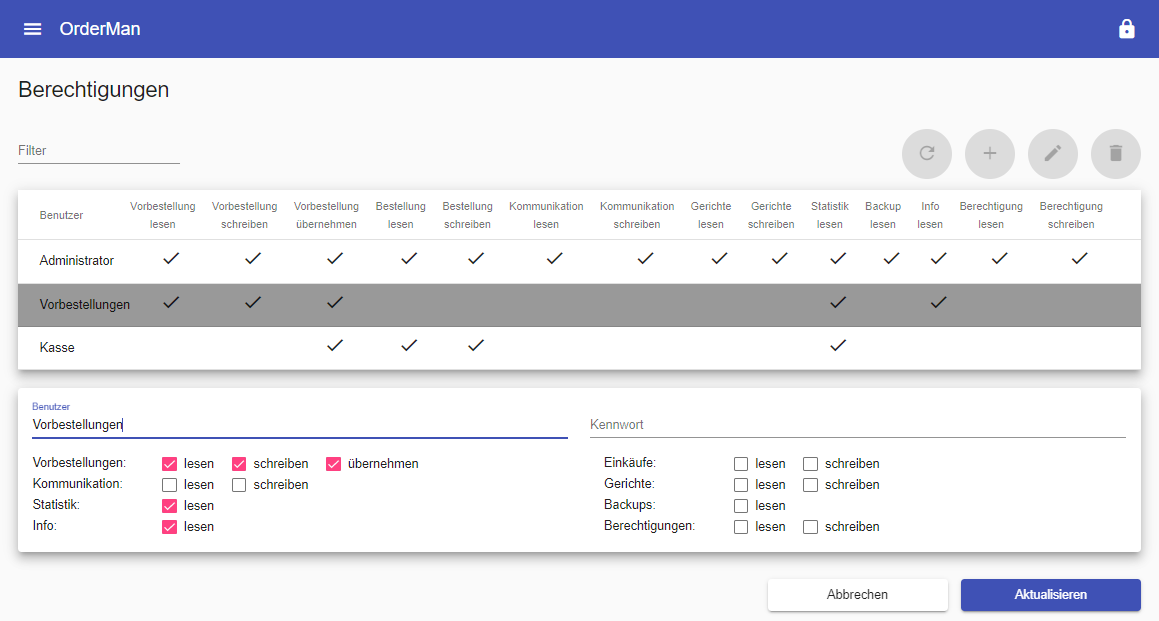 OrderMan
Berechtigungen
Filter
Benutzer Vorbestellung lesen Vorbestellung schreiben Vorbestellung übernehmen Bestellung lesen Bestellung schreiben Kommunikation lesen Kommunikation schreiben Gerichte lesen Gerichte schreiben Statistik lesen Backup lesen Info lesen Berechtigung lesen Berechtigung schreiben
Administrator
Vorbestellungen
Kasse
Benutzer
Vorbestellungen Kennwort
Vorbestellungen: lesen schreiben übernehmen Einkäufe: lesen schreiben
Kommunikation: lesen schreiben Gerichte: lesen schreiben
Statistik: lesen Backups: lesen
Info: lesen Berechtigungen: lesen schreiben
Abbrechen Aktualisieren